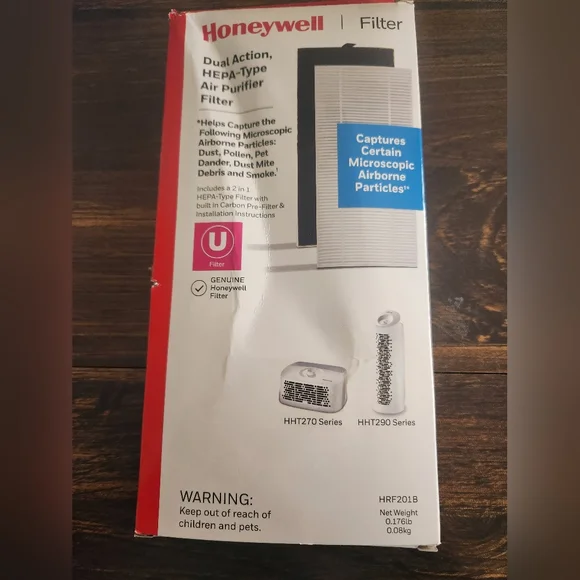 Honeywell | Filter
Dual Action,
HEPA-Type
Air Purifier
Filter
*Helps Capture the
Following Microscopic
Airborne Particles:
Dust, Pollen, Pet
Dander, Dust Mite
Debris and Smoke.¹
Includes a 2 in 1
HEPA-Type Filter with
built in Carbon Pre-Filter &
Installation Instructions
Captures
Certain
Microscopic
Airborne
Particles¹*
U
Filter
GENUINE
Honeywell
Filter
HHT270 Series
HHT290 Series
WARNING:
Keep out of reach of
children and pets.
HRF201B
Net Weight
0.176lb
0.08kg